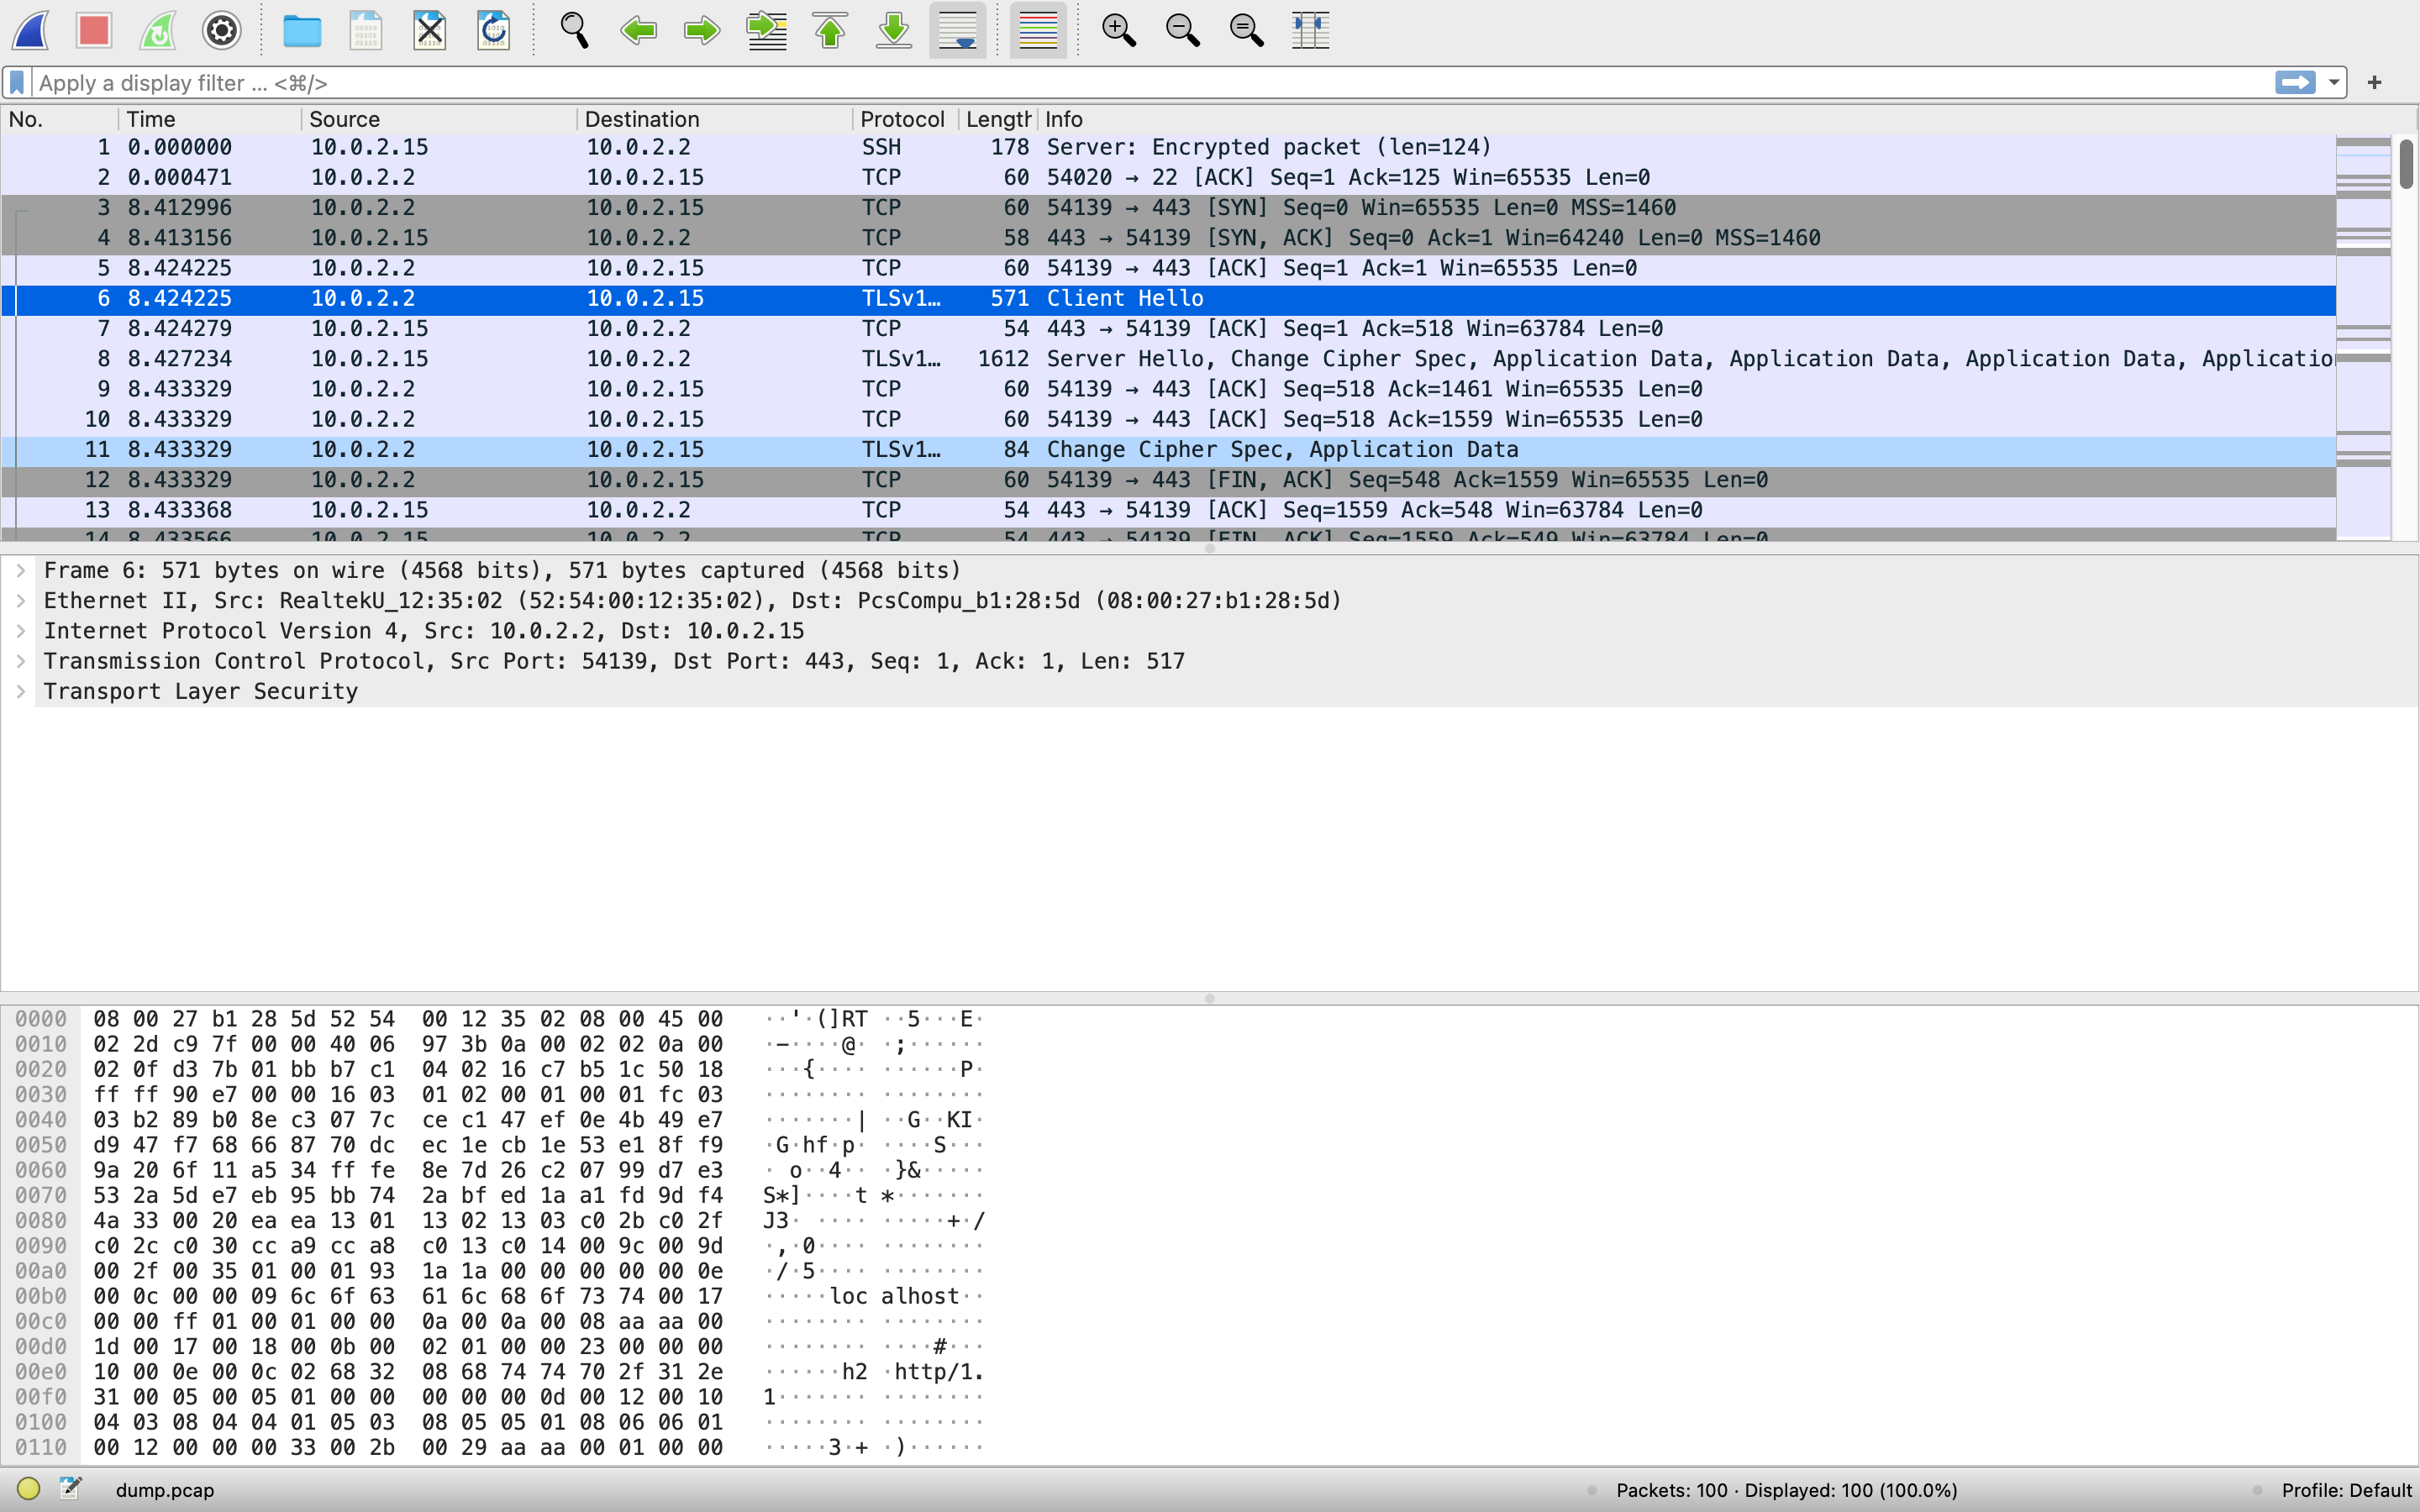 Apply a display filter ... <⌘/>
No. Time Source Destination Protocol Length Info
1 0.000000 10.0.2.15 10.0.2.2 SSH 178 Server: Encrypted packet (len=124)
2 0.000471 10.0.2.2 10.0.2.15 TCP 60 54020 → 22 [ACK] Seq=1 Ack=125 Win=65535 Len=0
3 8.412996 10.0.2.2 10.0.2.15 TCP 60 54139 → 443 [SYN] Seq=0 Win=65535 Len=0 MSS=1460
4 8.413156 10.0.2.15 10.0.2.2 TCP 58 443 → 54139 [SYN, ACK] Seq=0 Ack=1 Win=64240 Len=0 MSS=1460
5 8.424225 10.0.2.2 10.0.2.15 TCP 60 54139 → 443 [ACK] Seq=1 Ack=1 Win=65535 Len=0
6 8.424225 10.0.2.2 10.0.2.15 TLSv1… 571 Client Hello
7 8.424279 10.0.2.15 10.0.2.2 TCP 54 443 → 54139 [ACK] Seq=1 Ack=518 Win=63784 Len=0
8 8.427234 10.0.2.15 10.0.2.2 TLSv1… 1612 Server Hello, Change Cipher Spec, Application Data, Application Data, Application Data, Applicatio
9 8.433329 10.0.2.2 10.0.2.15 TCP 60 54139 → 443 [ACK] Seq=518 Ack=1461 Win=65535 Len=0
10 8.433329 10.0.2.2 10.0.2.15 TCP 60 54139 → 443 [ACK] Seq=518 Ack=1559 Win=65535 Len=0
11 8.433329 10.0.2.2 10.0.2.15 TLSv1… 84 Change Cipher Spec, Application Data
12 8.433329 10.0.2.2 10.0.2.15 TCP 60 54139 → 443 [FIN, ACK] Seq=548 Ack=1559 Win=65535 Len=0
13 8.433368 10.0.2.15 10.0.2.2 TCP 54 443 → 54139 [ACK] Seq=1559 Ack=548 Win=63784 Len=0
14 8.433566 10.0.2.15 10.0.2.2 TCP 54 443 → 54139 [FIN, ACK] Seq=1559 Ack=549 Win=63784 Len=0
Frame 6: 571 bytes on wire (4568 bits), 571 bytes captured (4568 bits)
Ethernet II, Src: RealtekU_12:35:02 (52:54:00:12:35:02), Dst: PcsCompu_b1:28:5d (08:00:27:b1:28:5d)
Internet Protocol Version 4, Src: 10.0.2.2, Dst: 10.0.2.15
Transmission Control Protocol, Src Port: 54139, Dst Port: 443, Seq: 1, Ack: 1, Len: 517
Transport Layer Security
0000 08 00 27 b1 28 5d 52 54 00 12 35 02 08 00 45 00 ··'·(]RT ··5···E·
0010 02 2d c9 7f 00 00 40 06 97 3b 0a 00 02 02 0a 00 ·-····@· ·;······
0020 02 0f d3 7b 01 bb b7 c1 04 02 16 c7 b5 1c 50 18 ···{···· ······P·
0030 ff ff 90 e7 00 00 16 03 01 02 00 01 00 01 fc 03 ········ ········
0040 03 b2 89 b0 8e c3 07 7c ce c1 47 ef 0e 4b 49 e7 ·······| ··G··KI·
0050 d9 47 f7 68 66 87 70 dc ec 1e cb 1e 53 e1 8f f9 ·G·hf·p· ····S···
0060 9a 20 6f 11 a5 34 ff fe 8e 7d 26 c2 07 99 d7 e3 · o··4·· ·}&·····
0070 53 2a 5d e7 eb 95 bb 74 2a bf ed 1a a1 fd 9d f4 S*]····t *·······
0080 4a 33 00 20 ea ea 13 01 13 02 13 03 c0 2b c0 2f J3· ···· ·····+·/
0090 c0 2c c0 30 cc a9 cc a8 c0 13 c0 14 00 9c 00 9d ·,·0···· ········
00a0 00 2f 00 35 01 00 01 93 1a 1a 00 00 00 00 00 0e ·/·5···· ········
00b0 00 0c 00 00 09 6c 6f 63 61 6c 68 6f 73 74 00 17 ·····loc alhost··
00c0 00 00 ff 01 00 01 00 00 0a 00 0a 00 08 aa aa 00 ········ ········
00d0 1d 00 17 00 18 00 0b 00 02 01 00 00 23 00 00 00 ········ ····#···
00e0 10 00 0e 00 0c 02 68 32 08 68 74 74 70 2f 31 2e ······h2 ·http/1.
00f0 31 00 05 00 05 01 00 00 00 00 00 0d 00 12 00 10 1······· ········
0100 04 03 08 04 04 01 05 03 08 05 05 01 08 06 06 01 ········ ········
0110 00 12 00 00 00 33 00 2b 00 29 aa aa 00 01 00 00 ·····3·+ ·)······
dump.pcap Packets: 100 · Displayed: 100 (100.0%) Profile: Default